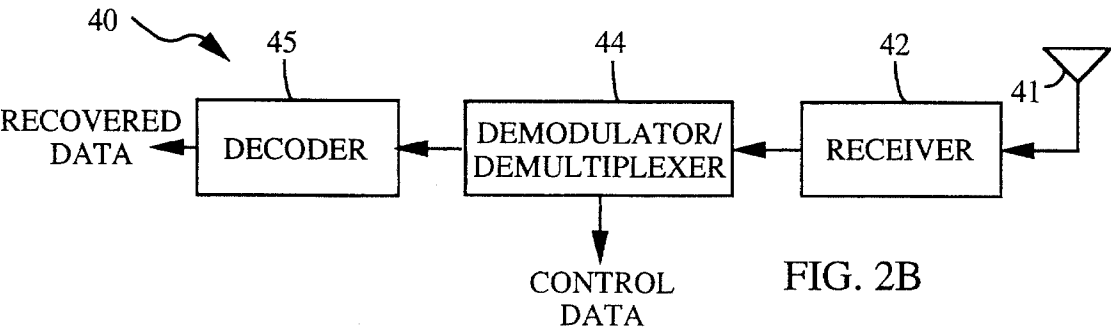 40
45
44
42
41
RECOVERED
DATA
DECODER
DEMODULATOR/
DEMULTIPLEXER
RECEIVER
CONTROL
DATA
FIG. 2B